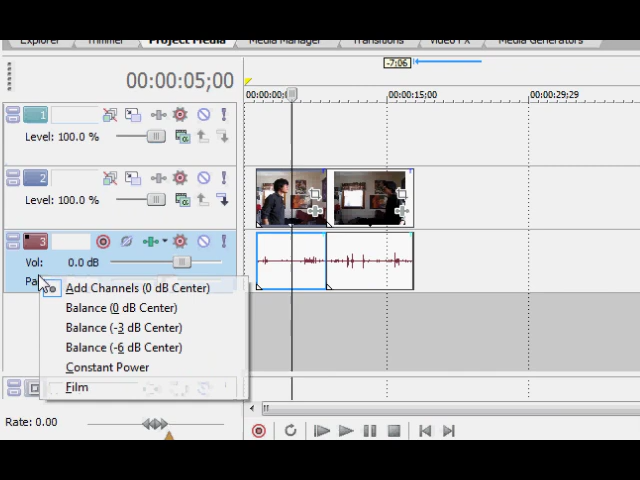 Explorer Trimmer Project Media Media Manager Transitions Video FX Media Generators
-7:06
00:00:05;00
00:00:00;0 00:00:15;00 00:00:29;29
1
Level: 100.0 %
2
Level: 100.0 %
3
Vol: 0.0 dB
Pa
Add Channels (0 dB Center)
Balance (0 dB Center)
Balance (-3 dB Center)
Balance (-6 dB Center)
Constant Power
Film
Rate: 0.00